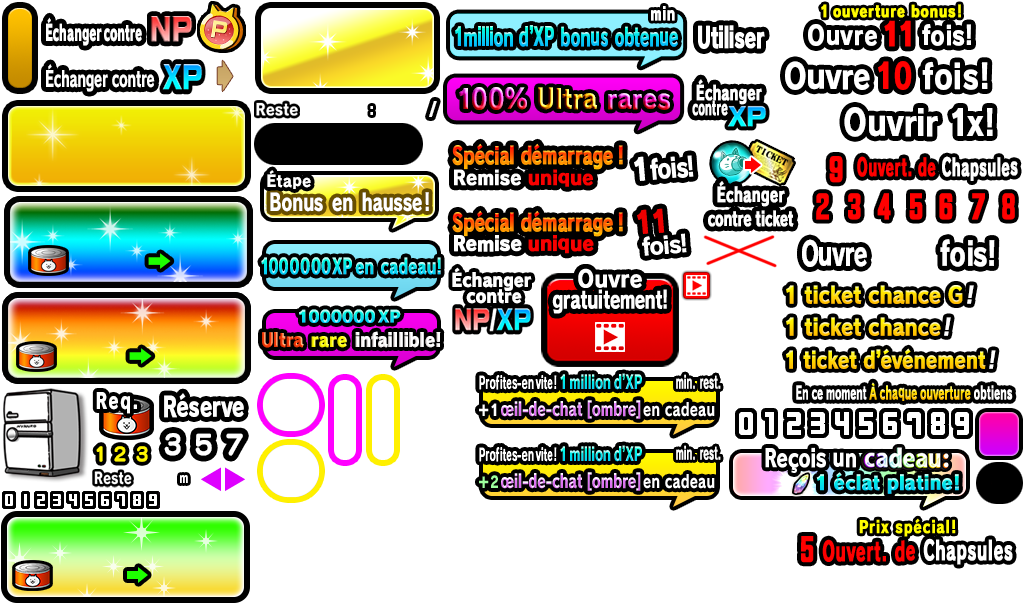 Échanger contre NP
P
Échanger contre XP
Req.
1 2 3
Réserve
3 5 7
Reste m
0 1 2 3 4 5 6 7 8 9
Reste : /
Étape
Bonus en hausse!
1000000 XP en cadeau!
1000000 XP
Ultra rare infaillible!
min
1 million d'XP bonus obtenue
Utiliser
100% Ultra rares
Échanger
contre XP
Spécial démarrage !
Remise unique
1 fois!
TICKET
Échanger
contre ticket
Spécial démarrage !
Remise unique
11
fois!
Échanger
contre
NP/XP
Ouvre
gratuitement!
Profites-en vite! 1 million d'XP min. rest.
+1 œil-de-chat [ombre] en cadeau
Profites-en vite! 1 million d'XP min. rest.
+2 œil-de-chat [ombre] en cadeau
1 ouverture bonus!
Ouvre 11 fois!
Ouvre 10 fois!
Ouvrir 1x!
9 Ouvert. de Chapsules
2 3 4 5 6 7 8
Ouvre fois!
1 ticket chance G!
1 ticket chance!
1 ticket d'événement!
En ce moment À chaque ouverture obtiens
0 1 2 3 4 5 6 7 8 9
Reçois un cadeau:
1 éclat platine!
Prix spécial!
5 Ouvert. de Chapsules